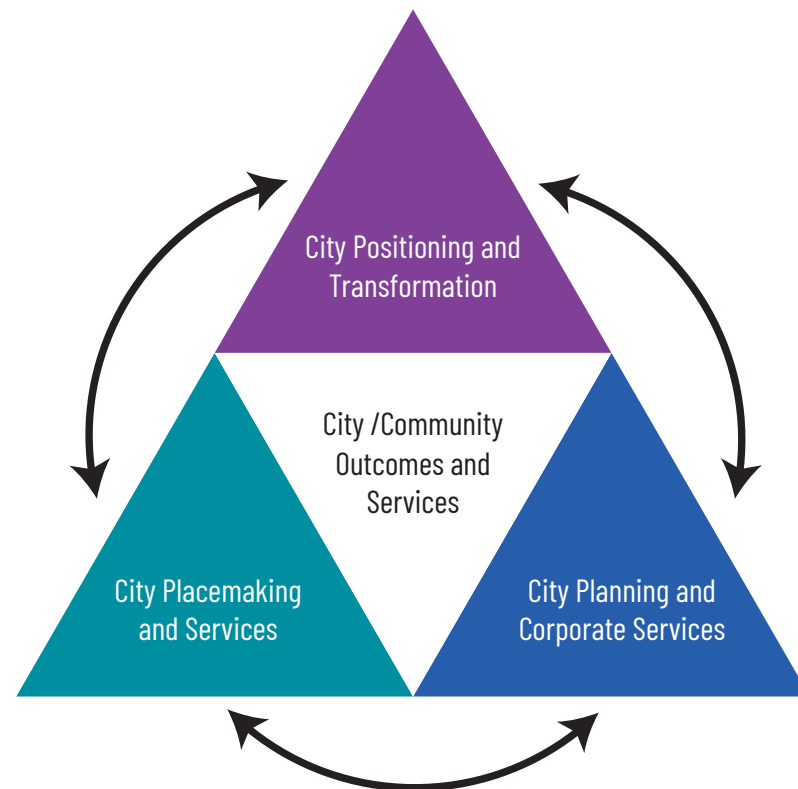 City Positioning and
Transformation
City /Community
Outcomes and
Services
City Placemaking
and Services
City Planning and
Corporate Services